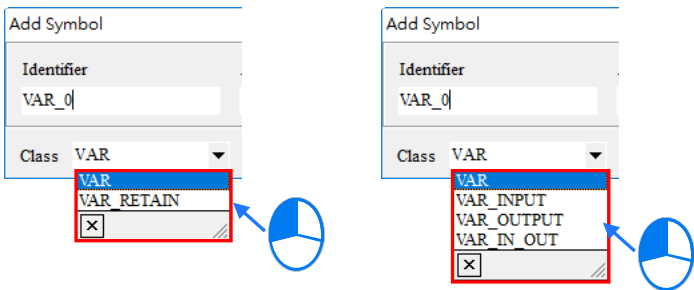 Add Symbol
Identifier
VAR_0
Class VAR
VAR
VAR_RETAIN
Add Symbol
Identifier
VAR_0
Class VAR
VAR
VAR_INPUT
VAR_OUTPUT
VAR_IN_OUT